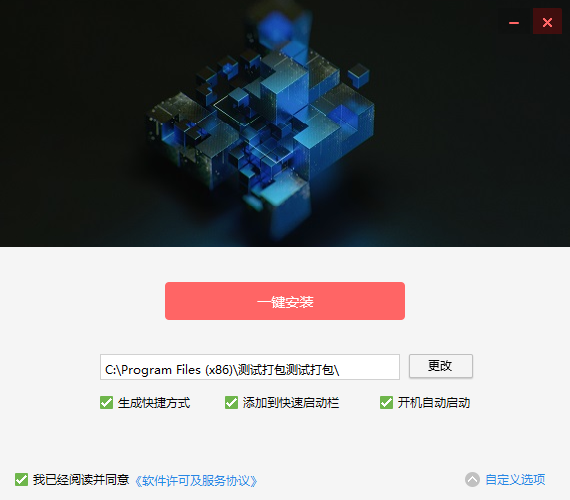 一键安装
C:\Program Files (x86)\测试打包测试打包\
更改
生成快捷方式
添加到快速启动栏
开机自动启动
我已经阅读并同意《软件许可及服务协议》
自定义选项